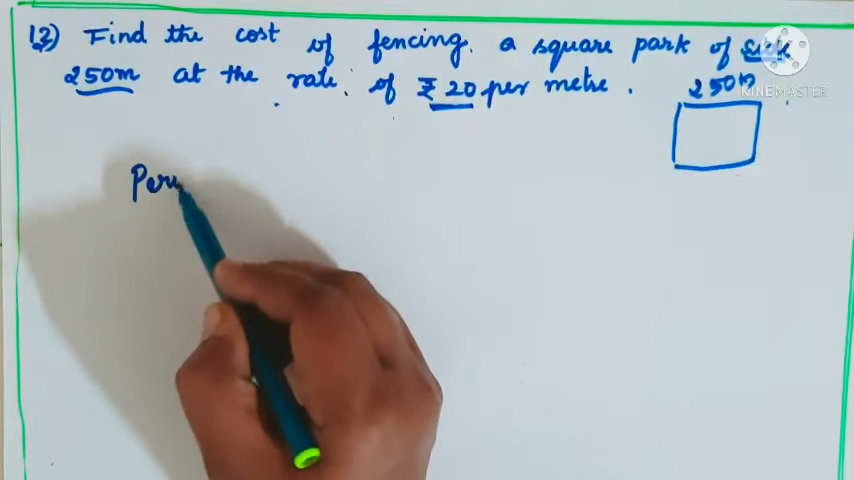 12) Find the cost of fencing a square park of side
250m at the rate of ₹ 20 per metre.
250m
KINEMASTER
Per